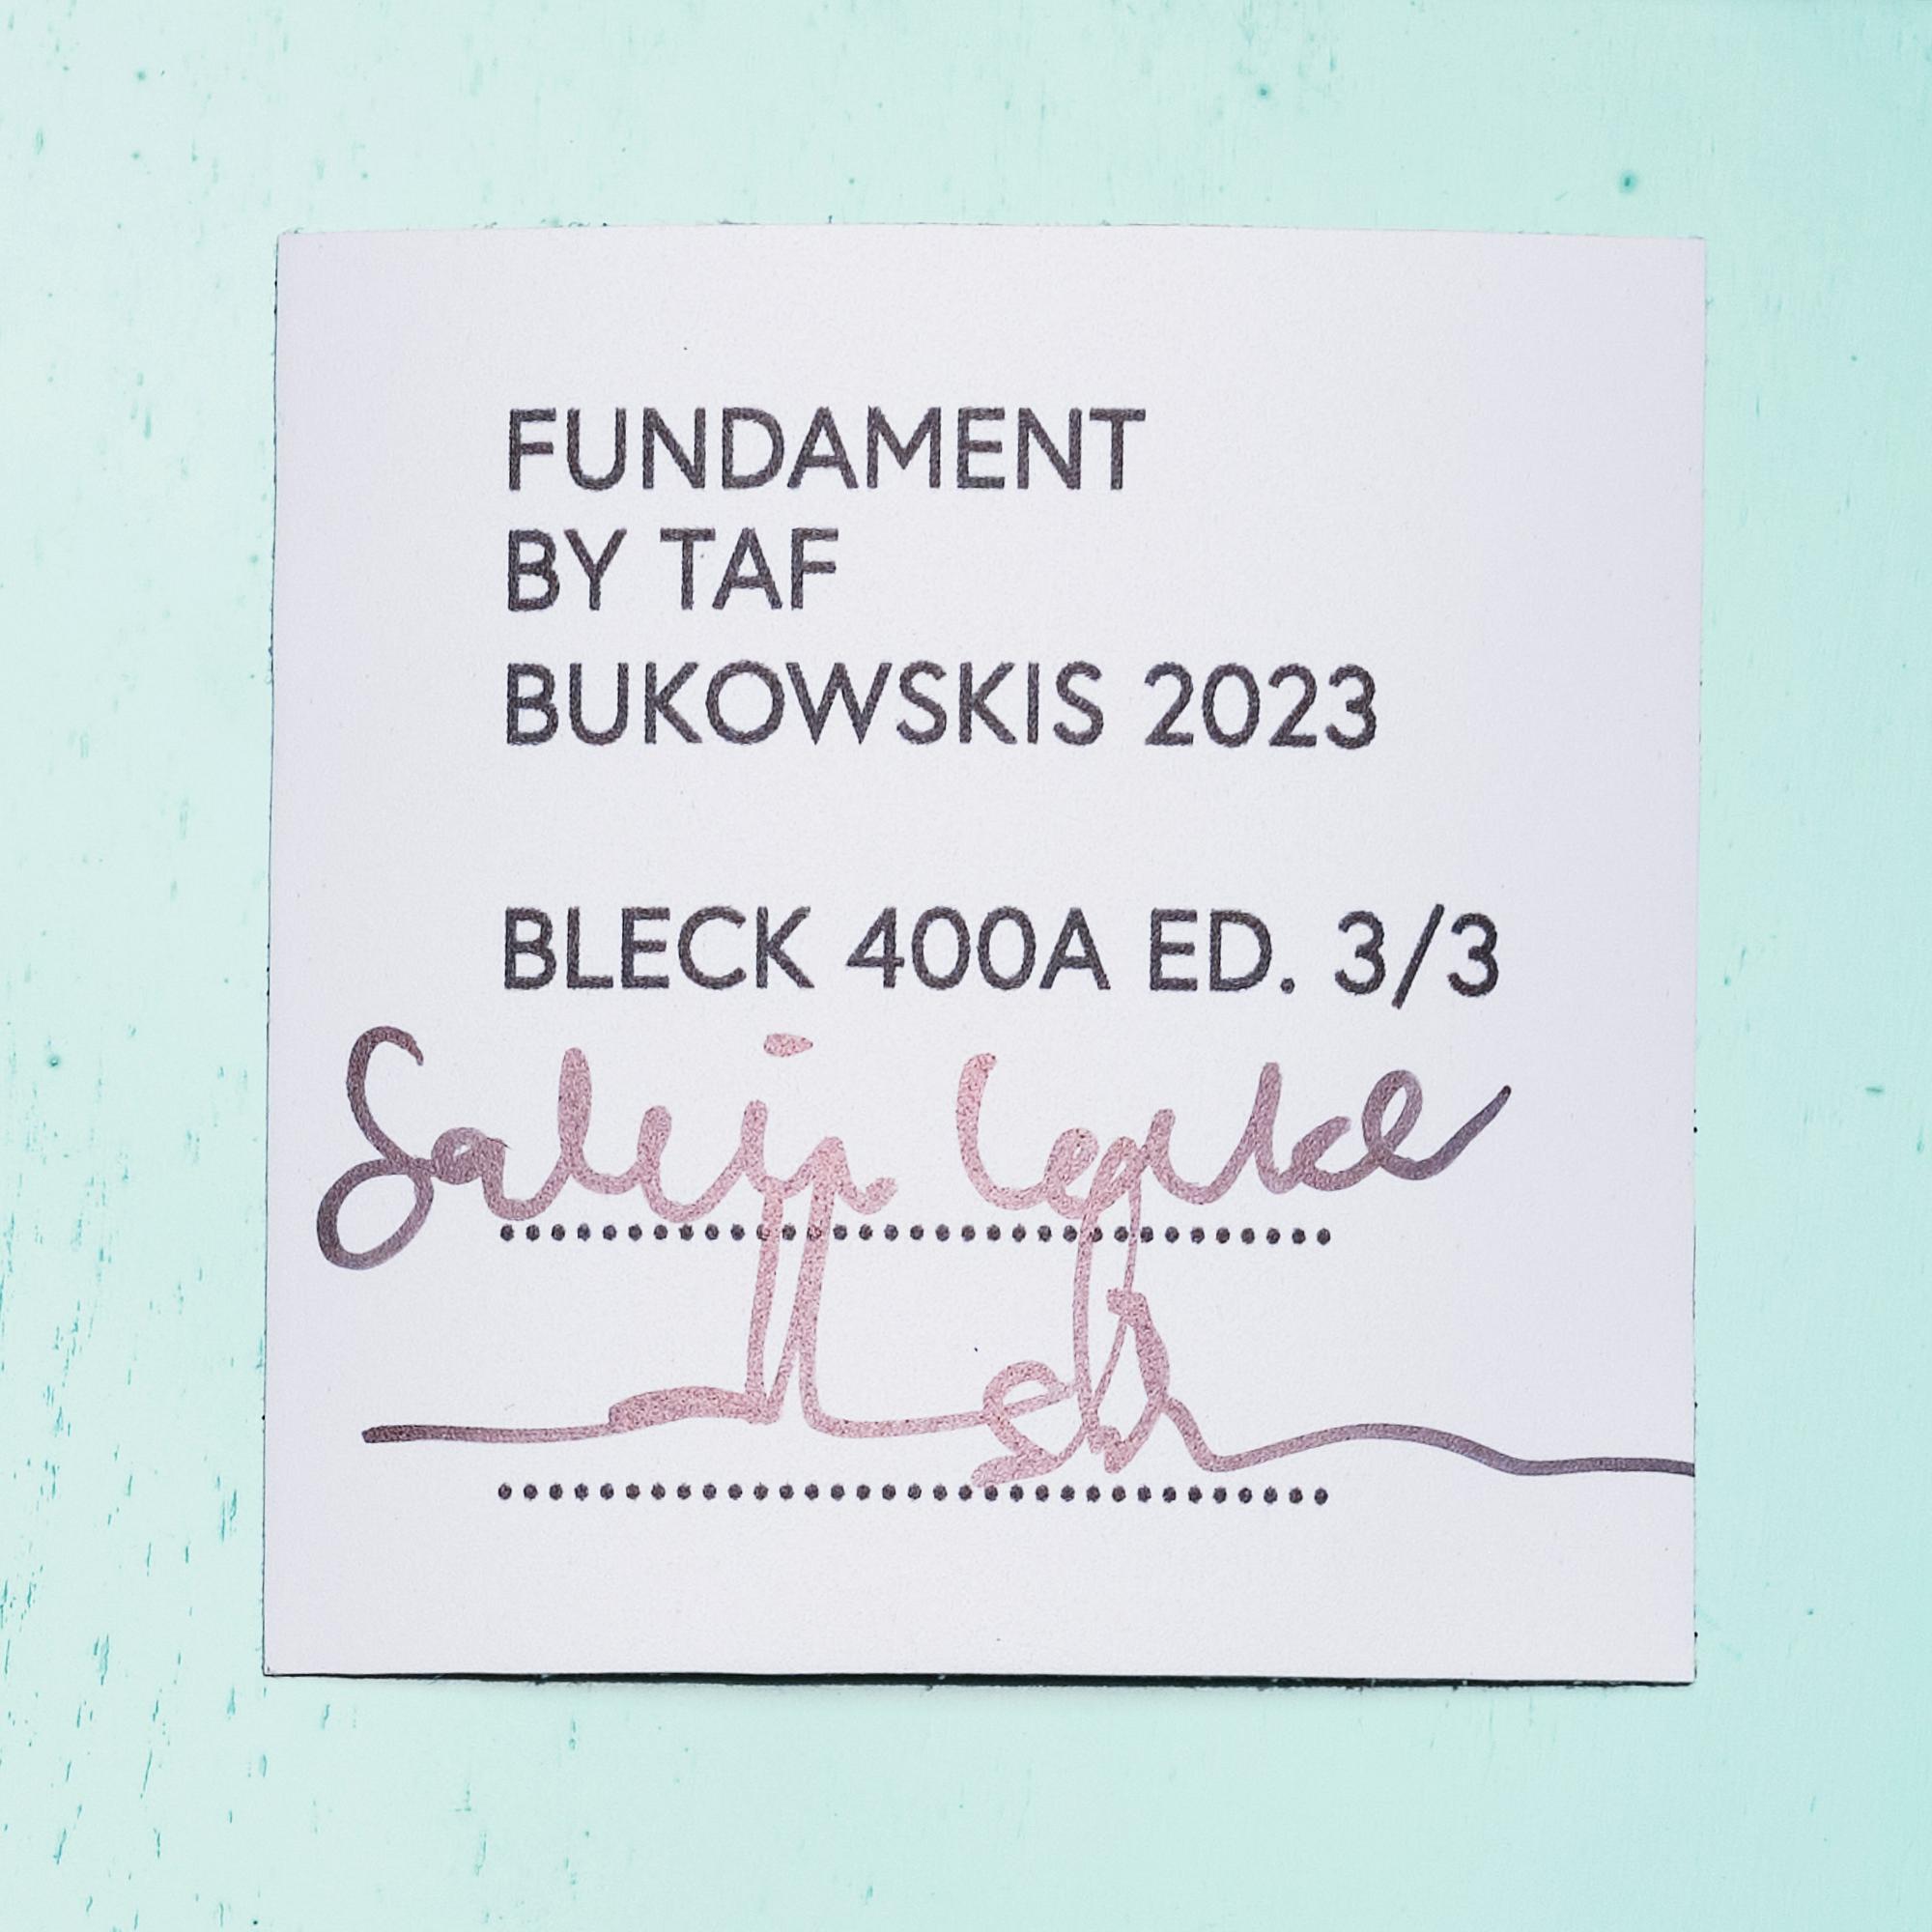 FUNDAMENT
BY TAF
BUKOWSKIS 2023
BLECK 400A ED. 3/3